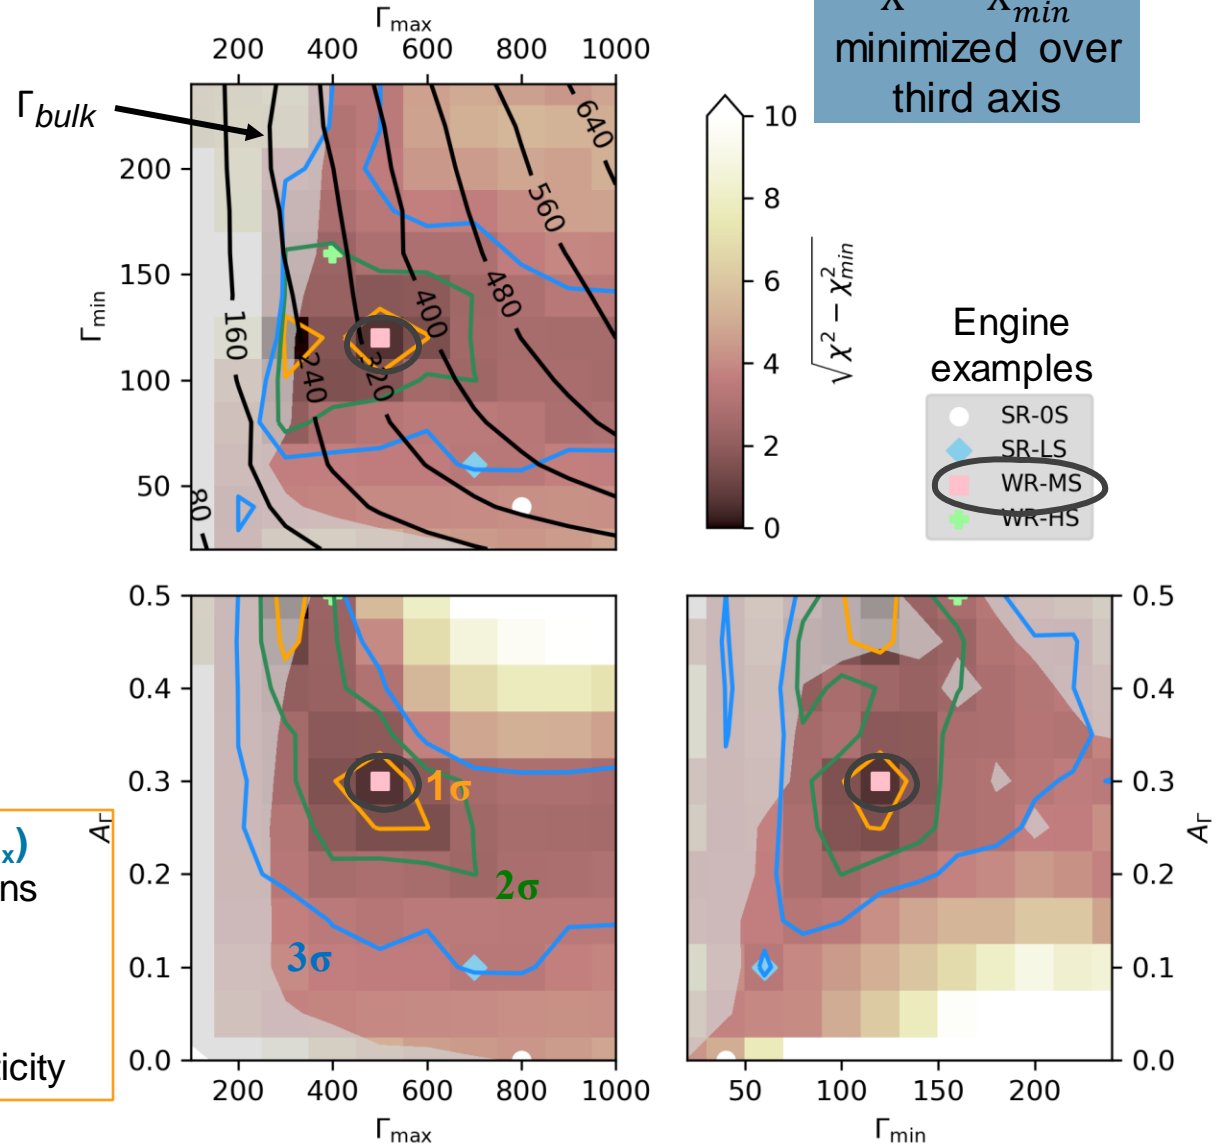 χ χmin
minimized over
third axis
Γmax
200 400 600 800 1000
Γbulk
Γmin
200
150
100
50
80
160
240
320
400
480
560
640
10
8
6
4
2
0
√χ² − χ²min
Engine
examples
SR-0S
SR-LS
WR-MS
WR-HS
0.5
0.4
0.3
0.2
0.1
0.0
AΓ
1σ
2σ
3σ
200 400 600 800 1000
Γmax
0.5
0.4
0.3
0.2
0.1
0.0
AΓ
50 100 150 200
Γmin
x)
ns
icity